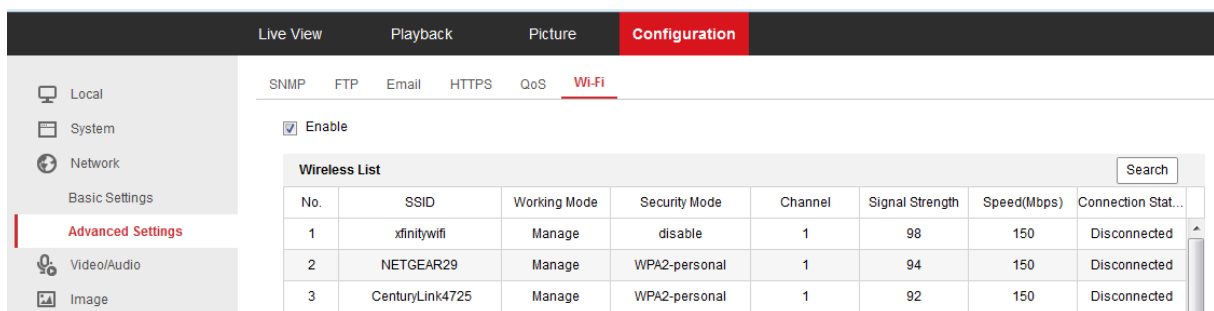 Live View Playback Picture Configuration
SNMP FTP Email HTTPS QoS Wi-Fi
Local
System
Network
Basic Settings
Advanced Settings
Video/Audio
Image
Enable
Wireless List Search
No. SSID Working Mode Security Mode Channel Signal Strength Speed(Mbps) Connection Stat...
1 xfinitywifi Manage disable 1 98 150 Disconnected
2 NETGEAR29 Manage WPA2-personal 1 94 150 Disconnected
3 CenturyLink4725 Manage WPA2-personal 1 92 150 Disconnected